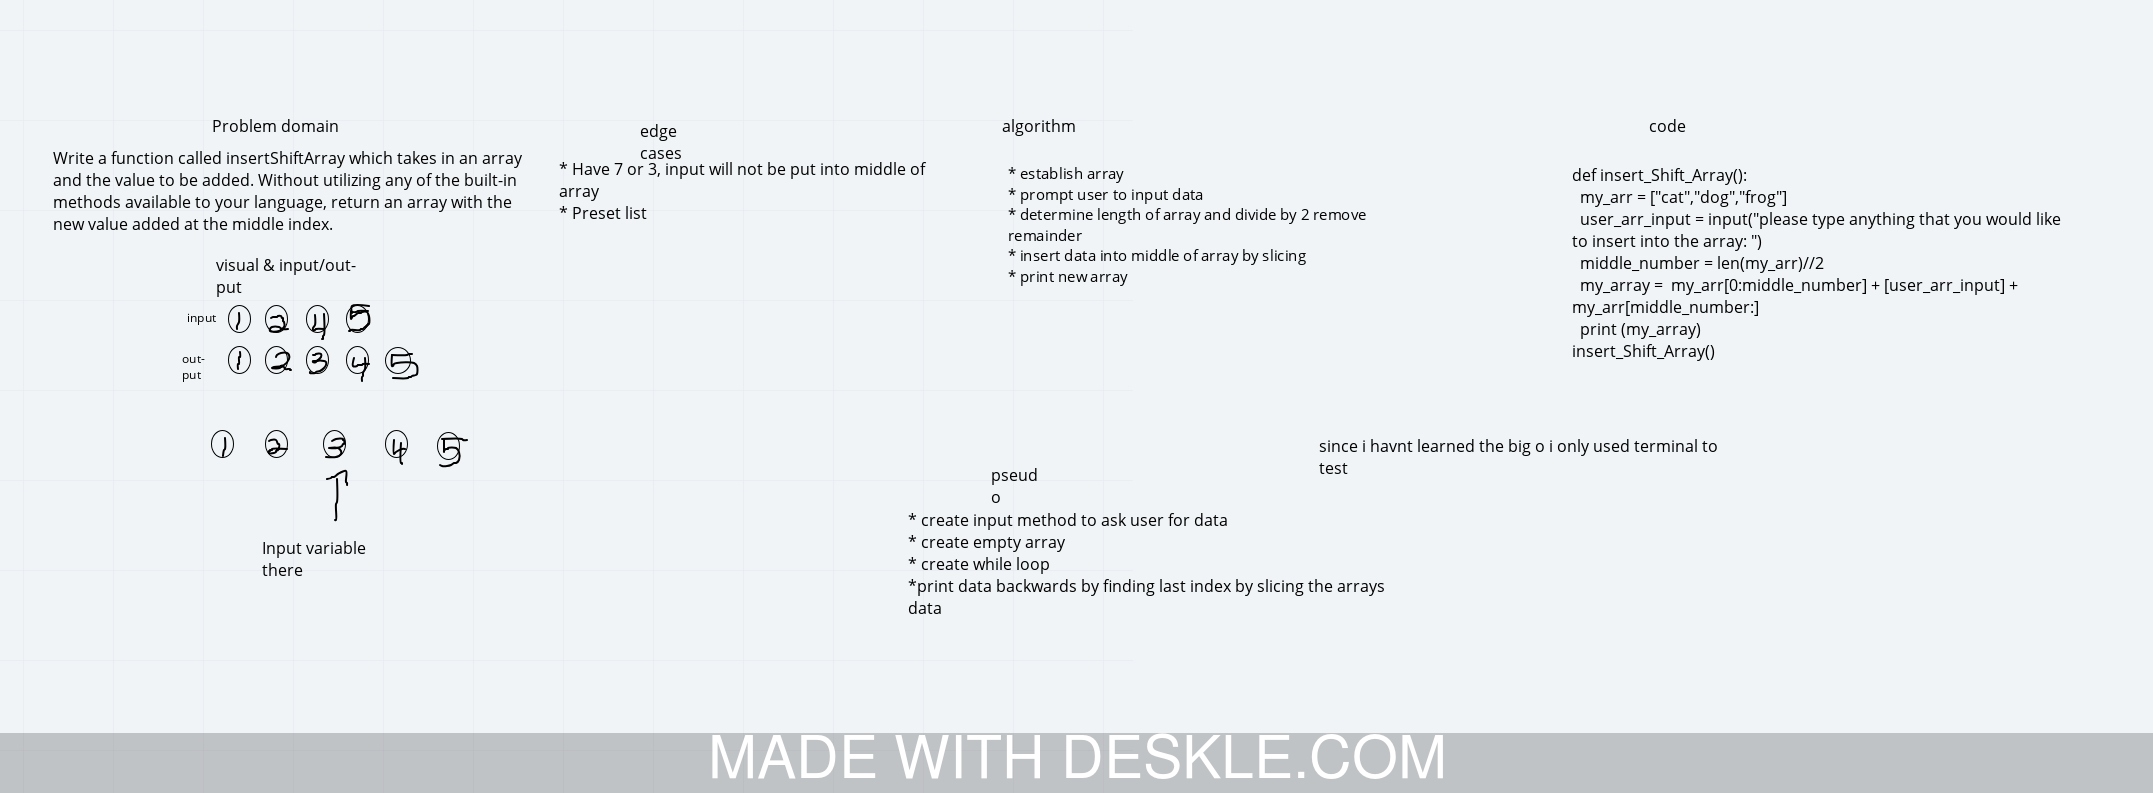 Problem domain
Write a function called insertShiftArray which takes in an array
and the value to be added. Without utilizing any of the built-in
methods available to your language, return an array with the
new value added at the middle index.
visual & input/out-
put
input 1 2 4 5
out-
put
1 2 3 4 5
1 2 3 4 5
Input variable
there
edge
cases
* Have 7 or 3, input will not be put into middle of
array
* Preset list
algorithm
* establish array
* prompt user to input data
* determine length of array and divide by 2 remove
remainder
* insert data into middle of array by slicing
* print new array
pseud
o
* create input method to ask user for data
* create empty array
* create while loop
*print data backwards by finding last index by slicing the arrays
data
code
def insert_Shift_Array():
my_arr = ["cat","dog","frog"]
user_arr_input = input("please type anything that you would like
to insert into the array: ")
middle_number = len(my_arr)//2
my_array =  my_arr[0:middle_number] + [user_arr_input] +
my_arr[middle_number:]
print (my_array)
insert_Shift_Array()
since i havnt learned the big o i only used terminal to
test
MADE WITH DESKLE.COM